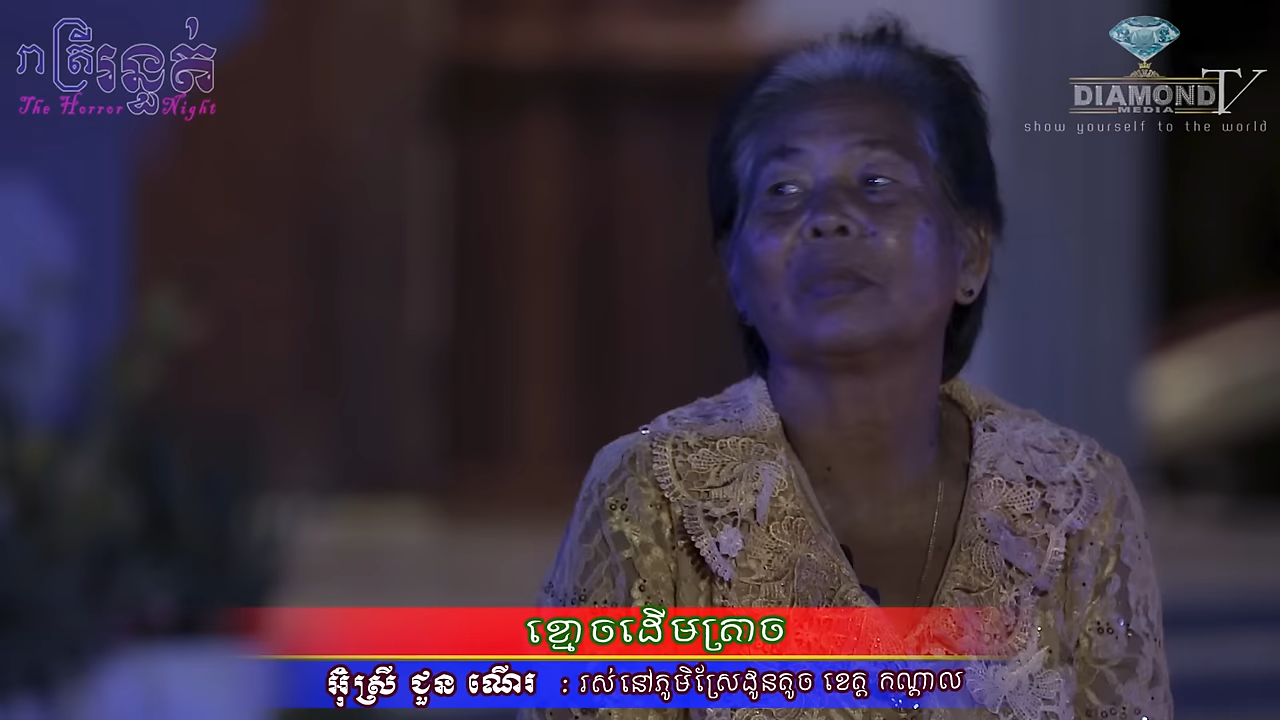 រាត្រីរន្ធត់
The Horror Night
DIAMOND TV
MEDIA
show yourself to the world
ខ្មោចដើមត្រាច
អ៊ុំស្រី ជួន ណើរ : រស់នៅភូមិស្រែដូនតូច ខេត្ត កណ្ដាល